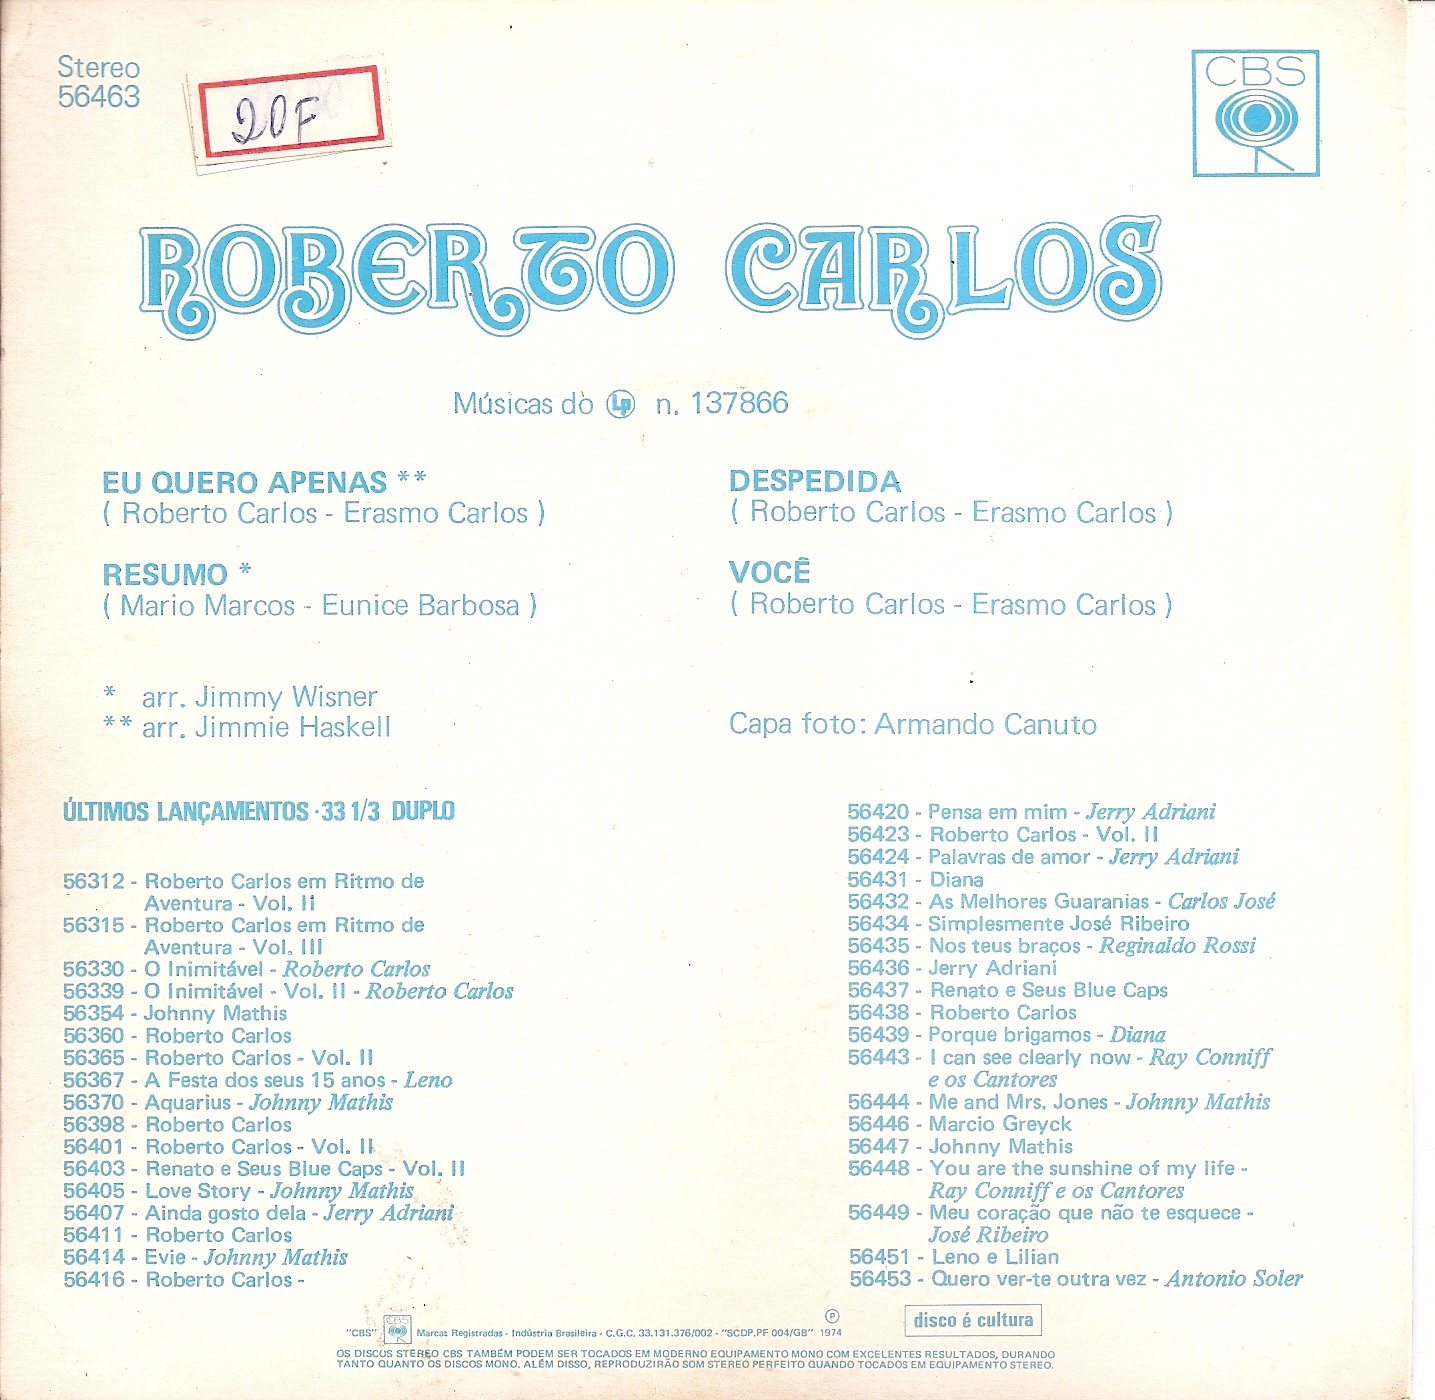 Stereo
56463
20F
CBS
ROBERTO CARLOS
Músicas do Lp n. 137866
EU QUERO APENAS **
( Roberto Carlos - Erasmo Carlos )
RESUMO *
( Mario Marcos - Eunice Barbosa )
DESPEDIDA
( Roberto Carlos - Erasmo Carlos )
VOCÊ
( Roberto Carlos - Erasmo Carlos )
* arr. Jimmy Wisner
** arr. Jimmie Haskell
Capa foto: Armando Canuto
ÚLTIMOS LANÇAMENTOS · 33 1/3 DUPLO
56312 - Roberto Carlos em Ritmo de
Aventura - Vol. II
56315 - Roberto Carlos em Ritmo de
Aventura - Vol. III
56330 - O Inimitável - Roberto Carlos
56339 - O Inimitável - Vol. II - Roberto Carlos
56354 - Johnny Mathis
56360 - Roberto Carlos
56365 - Roberto Carlos - Vol. II
56367 - A Festa dos seus 15 anos - Leno
56370 - Aquarius - Johnny Mathis
56398 - Roberto Carlos
56401 - Roberto Carlos - Vol. II
56403 - Renato e Seus Blue Caps - Vol. II
56405 - Love Story - Johnny Mathis
56407 - Ainda gosto dela - Jerry Adriani
56411 - Roberto Carlos
56414 - Evie - Johnny Mathis
56416 - Roberto Carlos -
56420 - Pensa em mim - Jerry Adriani
56423 - Roberto Carlos - Vol. II
56424 - Palavras de amor - Jerry Adriani
56431 - Diana
56432 - As Melhores Guaranias - Carlos José
56434 - Simplesmente José Ribeiro
56435 - Nos teus braços - Reginaldo Rossi
56436 - Jerry Adriani
56437 - Renato e Seus Blue Caps
56438 - Roberto Carlos
56439 - Porque brigamos - Diana
56443 - I can see clearly now - Ray Conniff
e os Cantores
56444 - Me and Mrs. Jones - Johnny Mathis
56446 - Marcio Greyck
56447 - Johnny Mathis
56448 - You are the sunshine of my life -
Ray Conniff e os Cantores
56449 - Meu coração que não te esquece -
José Ribeiro
56451 - Leno e Lilian
56453 - Quero ver-te outra vez - Antonio Soler
"CBS" CBS Marcas Registradas - Indústria Brasileira - C.G.C. 33.131.376/002 - "SCDP.PF 004/GB" ℗ 1974
disco é cultura
OS DISCOS STEREO CBS TAMBÉM PODEM SER TOCADOS EM MODERNO EQUIPAMENTO MONO COM EXCELENTES RESULTADOS, DURANDO
TANTO QUANTO OS DISCOS MONO. ALÉM DISSO, REPRODUZIRÃO SOM STEREO PERFEITO QUANDO TOCADOS EM EQUIPAMENTO STEREO.